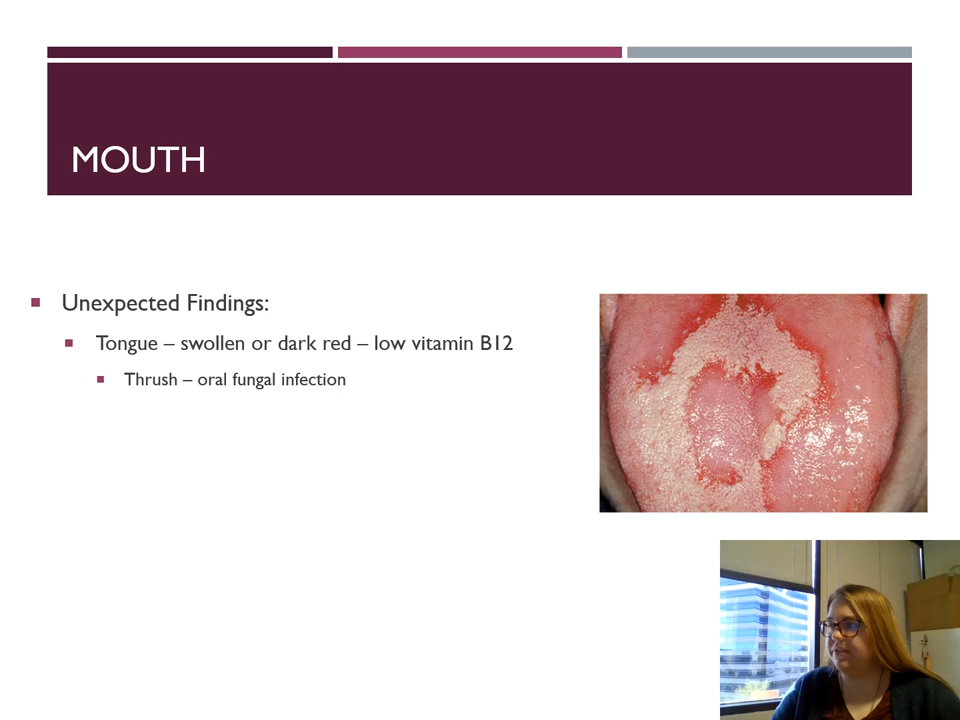 MOUTH
Unexpected Findings:
Tongue – swollen or dark red – low vitamin B12
Thrush – oral fungal infection